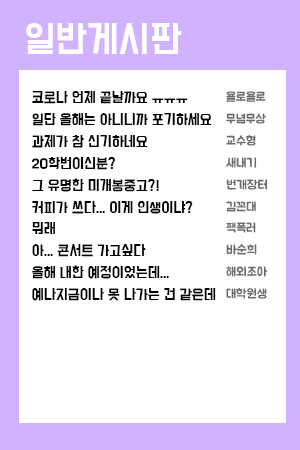 일반게시판
코로나 언제 끝날까요 ㅠㅠㅠ 욜로욜로
일단 올해는 아니니까 포기하세요 무념무상
과제가 참 신기하네요 교수형
20학번이신분? 새내기
그 유명한 미개봉중고?! 번개장터
커피가 쓰다... 이게 인생이냐? 김꼰대
뭐래 팩폭러
아... 콘서트 가고싶다 바순희
올해 내한 예정이었는데... 해외조아
예나지금이나 못 나가는 건 같은데 대학원생